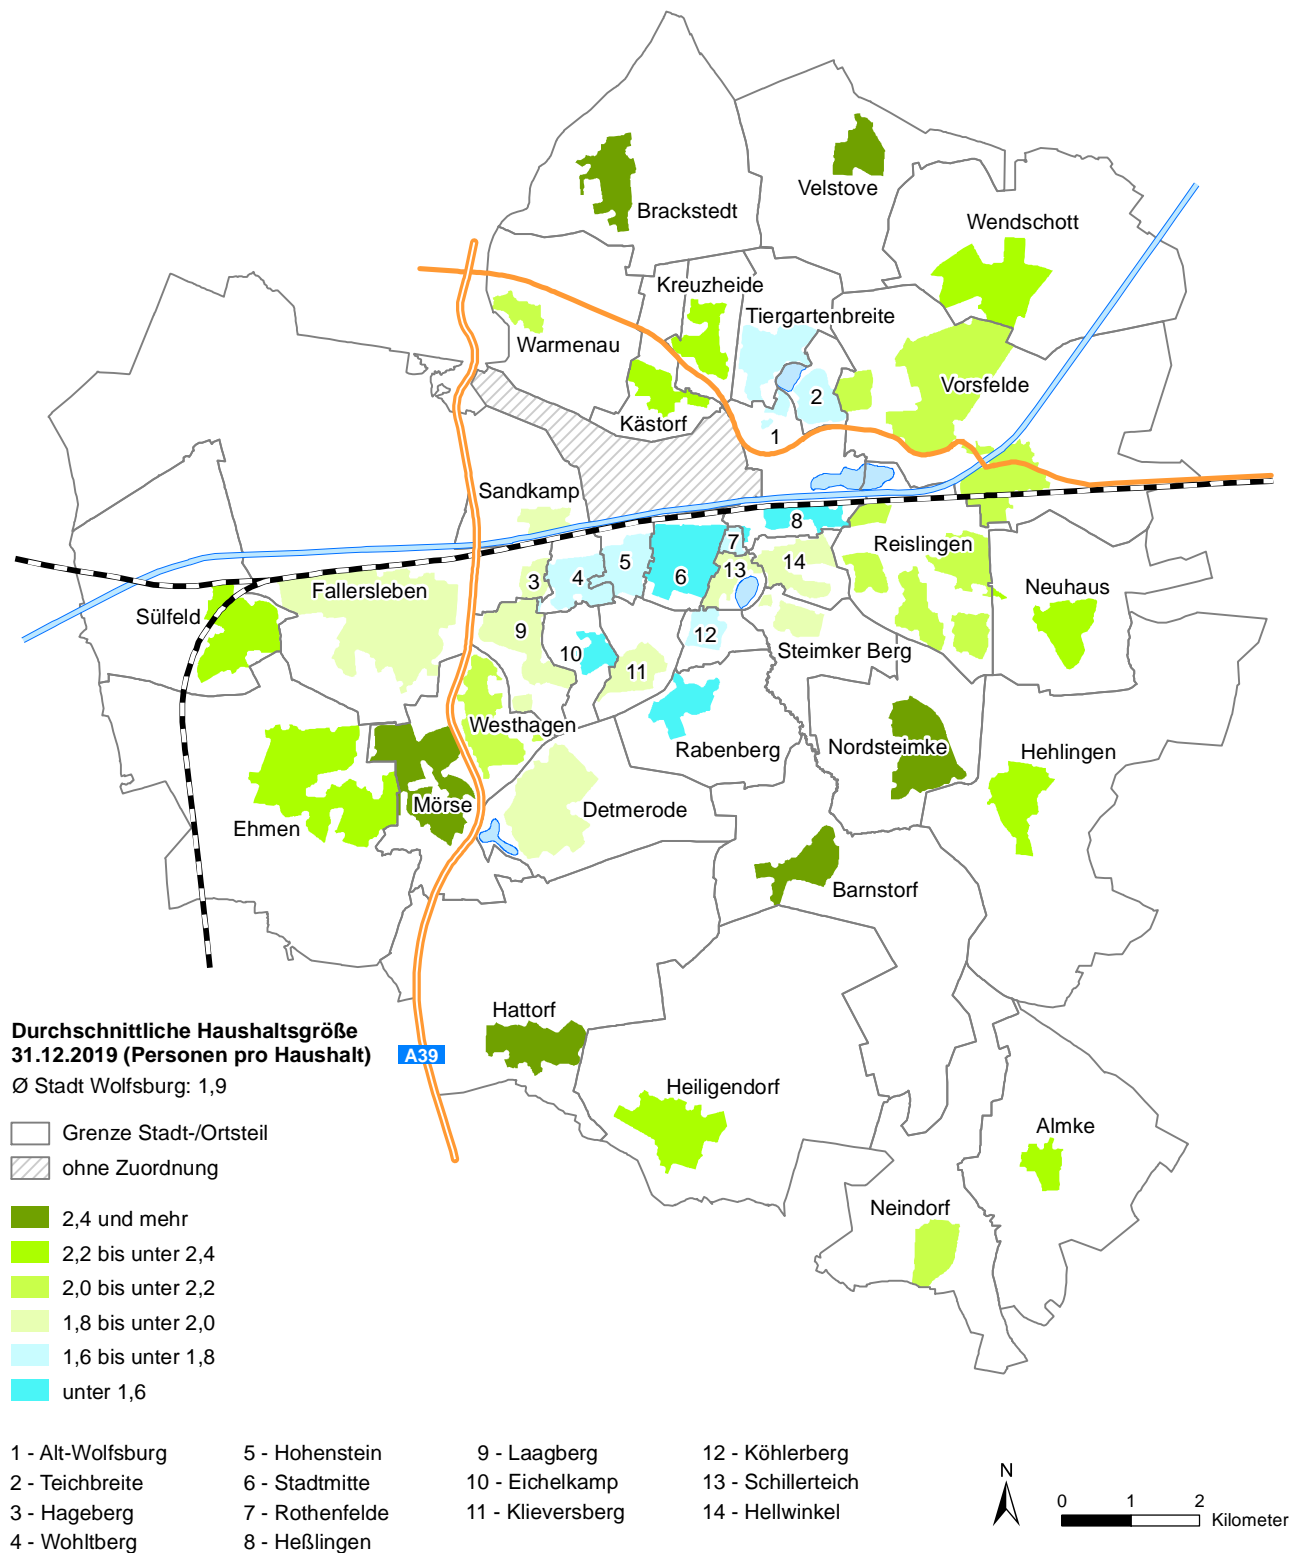 Brackstedt
Velstove
Wendschott
Kreuzheide
Tiergartenbreite
Warmenau
Vorsfelde
2
Kästorf
1
Sandkamp
8
7
Reislingen
5
14
4
6
13
3
Fallersleben
Neuhaus
Sülfeld
9
12
10
Steimker Berg
11
Westhagen
Rabenberg
Nordsteimke
Hehlingen
Mörse
Detmerode
Ehmen
Barnstorf
Hattorf
Durchschnittliche Haushaltsgröße
31.12.2019 (Personen pro Haushalt)
A39
Ø Stadt Wolfsburg: 1,9
Heiligendorf
Almke
Neindorf
Grenze Stadt-/Ortsteil
ohne Zuordnung
2,4 und mehr
2,2 bis unter 2,4
2,0 bis unter 2,2
1,8 bis unter 2,0
1,6 bis unter 1,8
unter 1,6
1 - Alt-Wolfsburg
2 - Teichbreite
3 - Hageberg
4 - Wohltberg
5 - Hohenstein
6 - Stadtmitte
7 - Rothenfelde
8 - Heßlingen
9 - Laagberg
10 - Eichelkamp
11 - Klieversberg
12 - Köhlerberg
13 - Schillerteich
14 - Hellwinkel
N
0 1 2
Kilometer